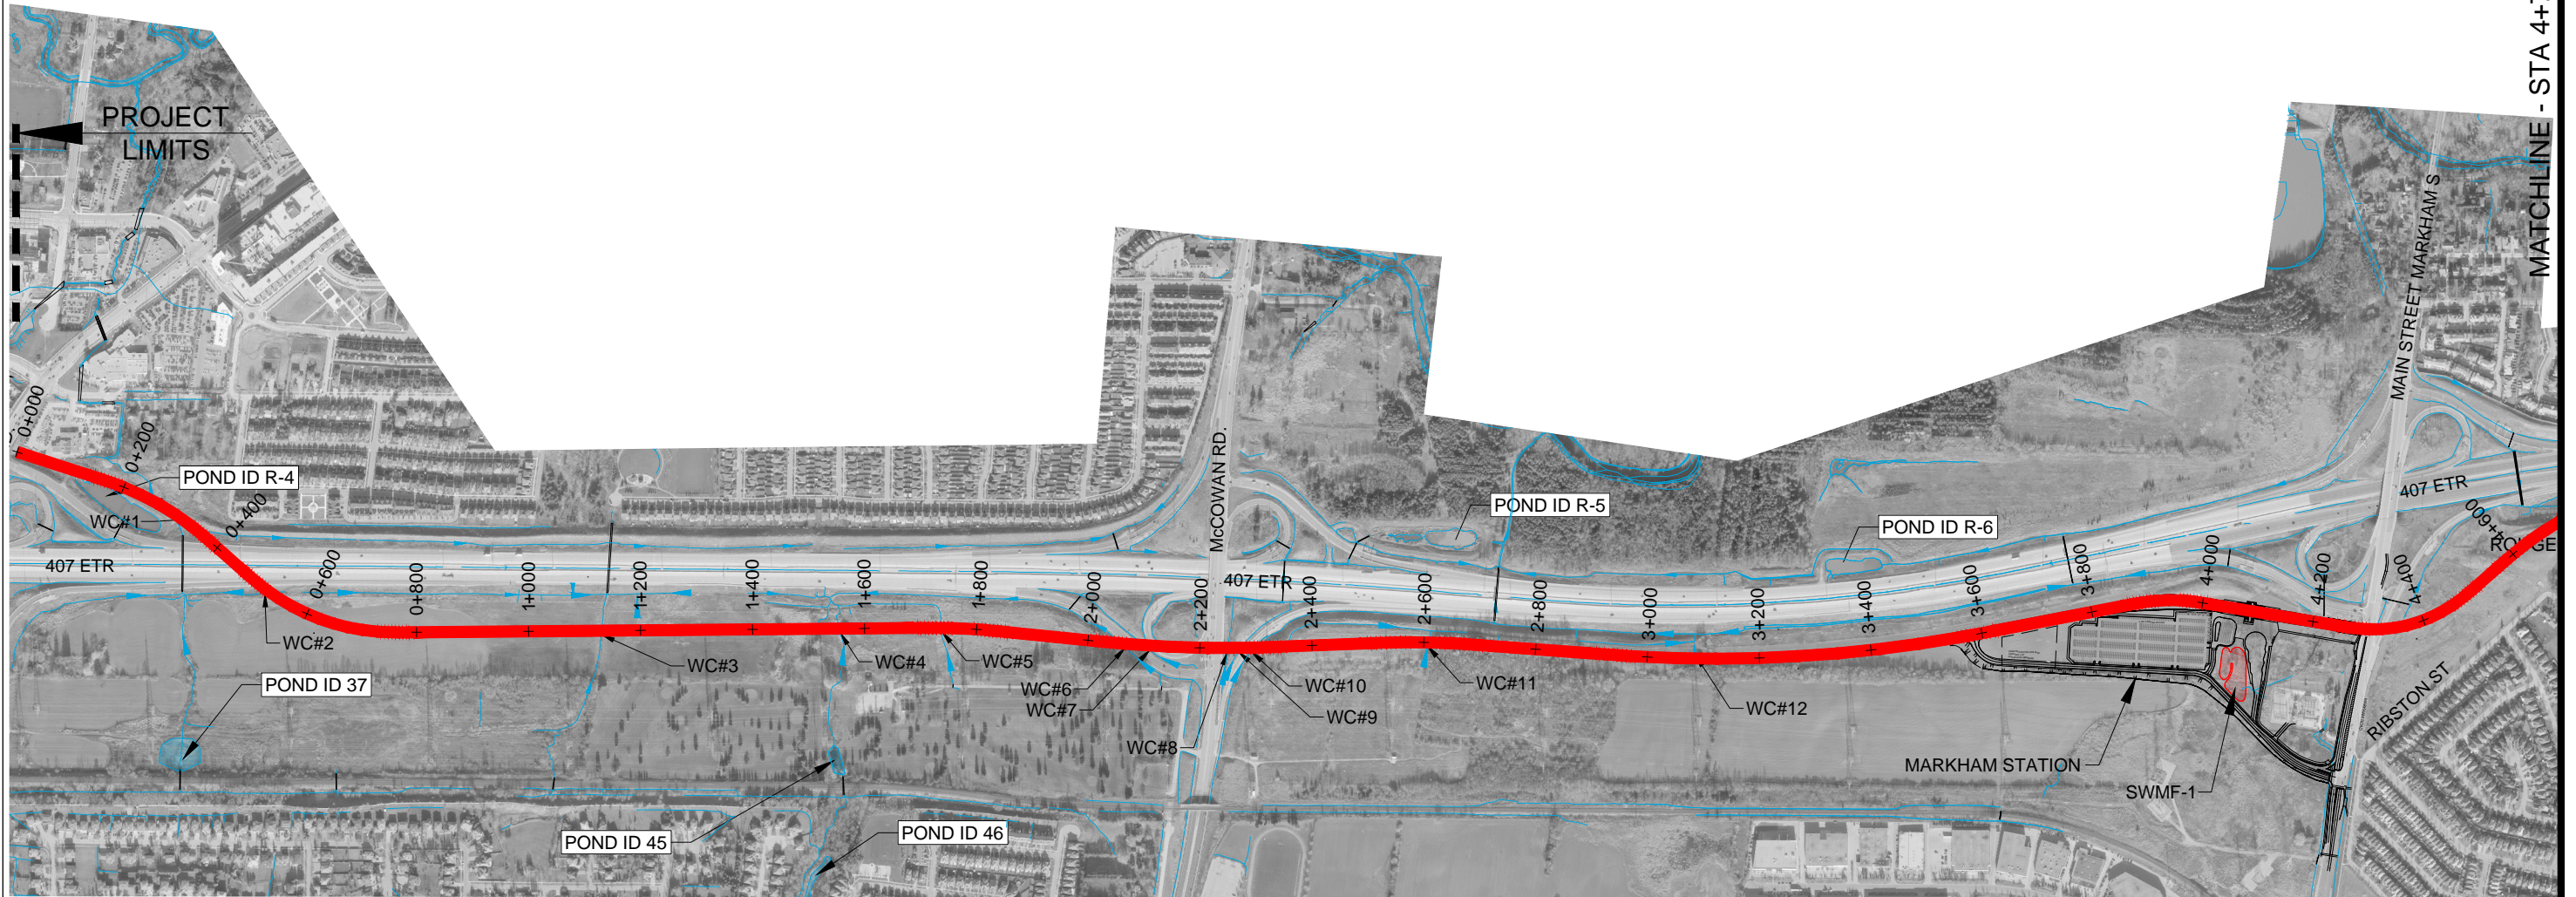 MATCHLINE - STA 4+
PROJECT
LIMITS
MAIN STREET MARKHAM S
0+000
0+200
POND ID R-4
0+400
WC#1
407 ETR
0+600
0+800
1+000
1+200
1+400
1+600
1+800
2+000
2+200
McCOWAN RD.
407 ETR
2+400
2+600
2+800
POND ID R-5
3+000
3+200
3+400
POND ID R-6
3+600
3+800
4+000
4+200
4+400
407 ETR
4+600
WC#2
WC#3
WC#4
WC#5
WC#6
WC#7
WC#8
WC#10
WC#9
WC#11
WC#12
POND ID 37
POND ID 45
POND ID 46
MARKHAM STATION
SWMF-1
RIBSTON ST